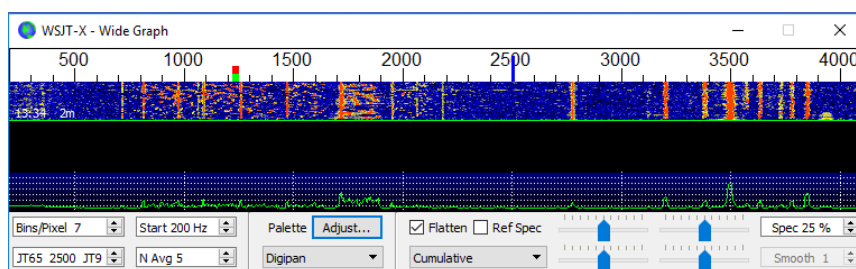 WSJT-X - Wide Graph
500 1000 1500 2000 2500 3000 3500 4000
13:34 2m
Bins/Pixel 7 Start 200 Hz Palette Adjust... Flatten Ref Spec Spec 25 %
JT65 2500 JT9 N Avg 5 Digipan Cumulative Smooth 1